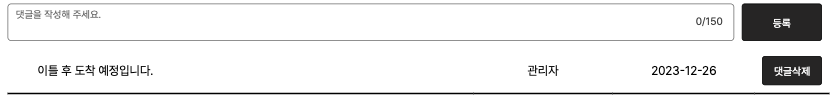 댓글을 작성해 주세요.
0/150
등록
이틀 후 도착 예정입니다. 관리자 2023-12-26 댓글삭제